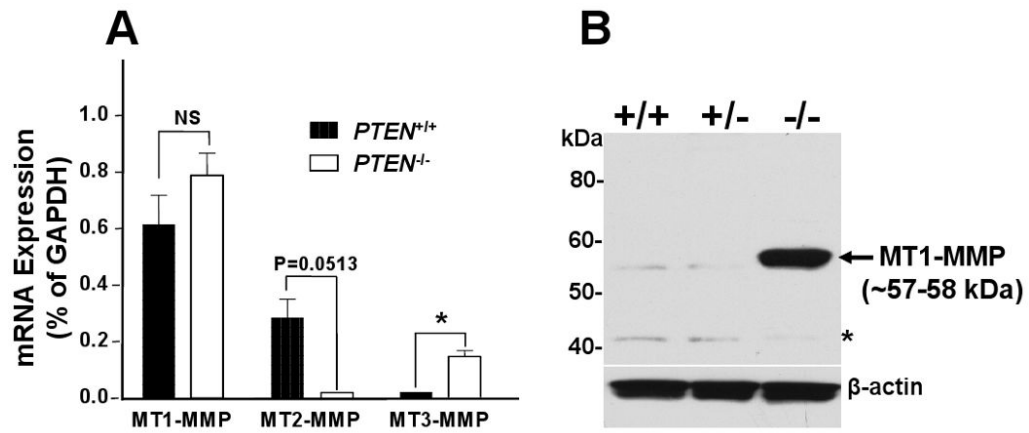 A
mRNA Expression
(% of GAPDH)
1.0
0.8
0.6
0.4
0.2
0.0
NS
PTEN+/+
PTEN-/-
P=0.0513
*
MT1-MMP MT2-MMP MT3-MMP
B
+/+ +/- -/-
kDa
80-
60-
50-
40-
MT1-MMP
(~57-58 kDa)
*
β-actin